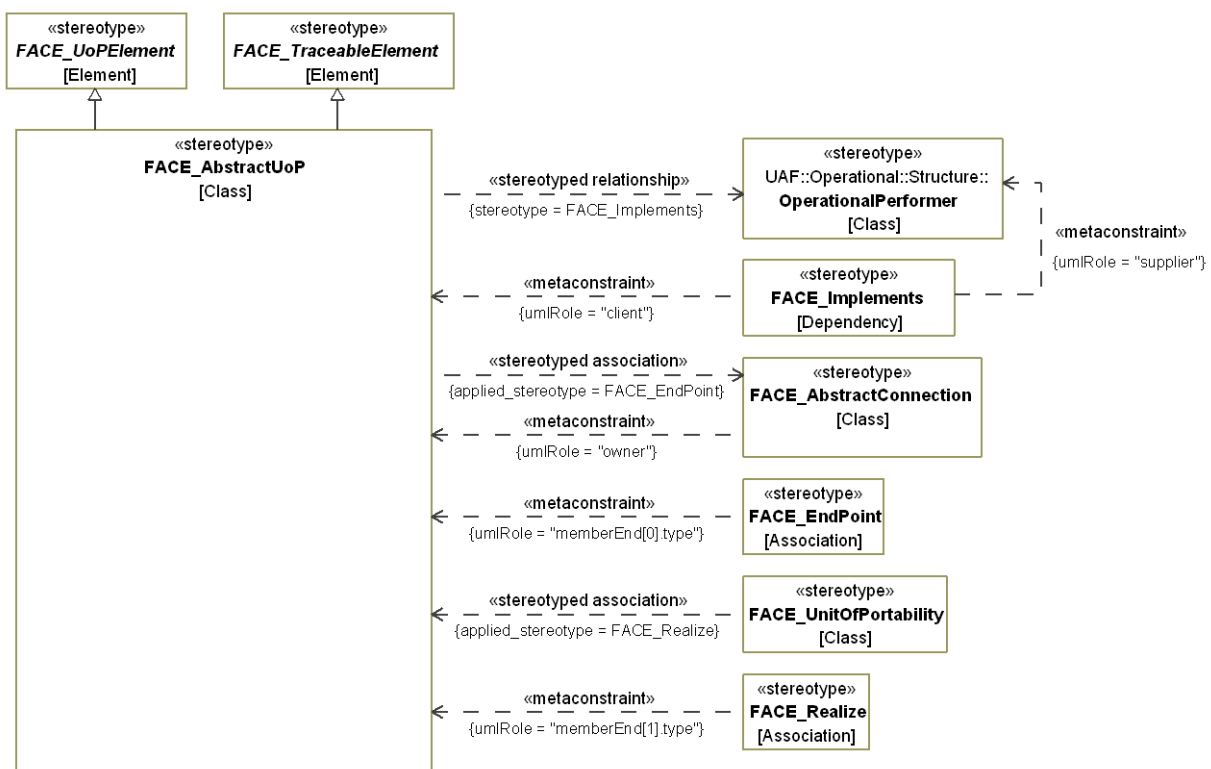 «stereotype»
FACE_UoPElement
[Element]
«stereotype»
FACE_TraceableElement
[Element]
«stereotype»
FACE_AbstractUoP
[Class]
«stereotyped relationship»
{stereotype = FACE_Implements}
«stereotype»
UAF::Operational::Structure::
OperationalPerformer
[Class]
«metaconstraint»
{umlRole = "supplier"}
«metaconstraint»
{umlRole = "client"}
«stereotype»
FACE_Implements
[Dependency]
«stereotyped association»
{applied_stereotype = FACE_EndPoint}
«stereotype»
FACE_AbstractConnection
[Class]
«metaconstraint»
{umlRole = "owner"}
«metaconstraint»
{umlRole = "memberEnd[0].type"}
«stereotype»
FACE_EndPoint
[Association]
«stereotyped association»
{applied_stereotype = FACE_Realize}
«stereotype»
FACE_UnitOfPortability
[Class]
«metaconstraint»
{umlRole = "memberEnd[1].type"}
«stereotype»
FACE_Realize
[Association]